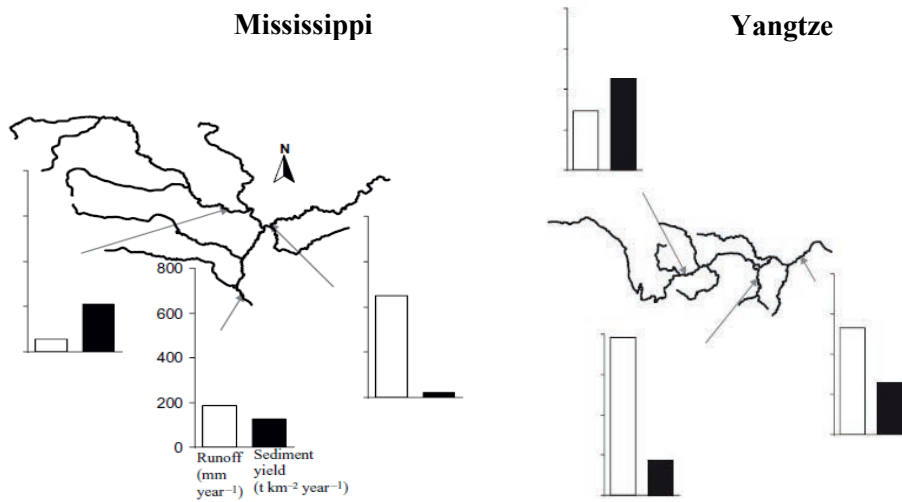 Mississippi
Yangtze
N
800
600
400
200
0
Runoff
(mm
year⁻¹)
Sediment
yield
(t km⁻² year⁻¹)